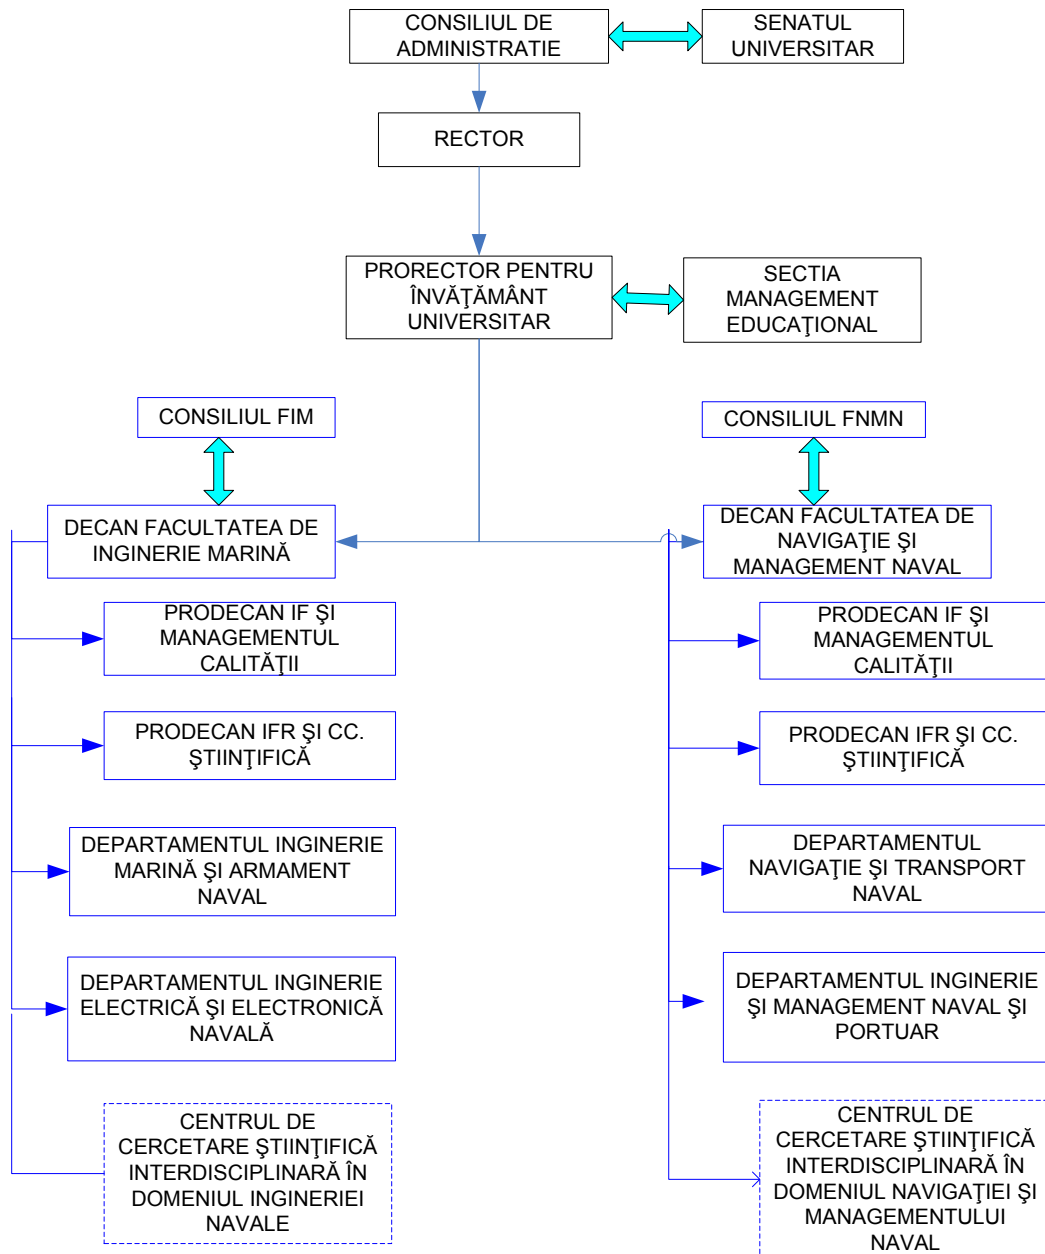 CONSILIUL DE
ADMINISTRATIE
SENATUL
UNIVERSITAR
RECTOR
PRORECTOR PENTRU
ÎNVĂŢĂMÂNT
UNIVERSITAR
SECTIA
MANAGEMENT
EDUCAŢIONAL
CONSILIUL FIM
CONSILIUL FNMN
DECAN FACULTATEA DE
INGINERIE MARINĂ
DECAN FACULTATEA DE
NAVIGAŢIE ŞI
MANAGEMENT NAVAL
PRODECAN IF ŞI
MANAGEMENTUL
CALITĂŢII
PRODECAN IF ŞI
MANAGEMENTUL
CALITĂŢII
PRODECAN IFR ŞI CC.
ŞTIINŢIFICĂ
PRODECAN IFR ŞI CC.
ŞTIINŢIFICĂ
DEPARTAMENTUL INGINERIE
MARINĂ ŞI ARMAMENT
NAVAL
DEPARTAMENTUL
NAVIGAŢIE ŞI TRANSPORT
NAVAL
DEPARTAMENTUL INGINERIE
ELECTRICĂ ŞI ELECTRONICĂ
NAVALĂ
DEPARTAMENTUL INGINERIE
ŞI MANAGEMENT NAVAL ŞI
PORTUAR
CENTRUL DE
CERCETARE ŞTIINŢIFICĂ
INTERDISCIPLINARĂ ÎN
DOMENIUL INGINERIEI
NAVALE
CENTRUL DE
CERCETARE ŞTIINŢIFICĂ
INTERDISCIPLINARĂ ÎN
DOMENIUL NAVIGAŢIEI ŞI
MANAGEMENTULUI
NAVAL